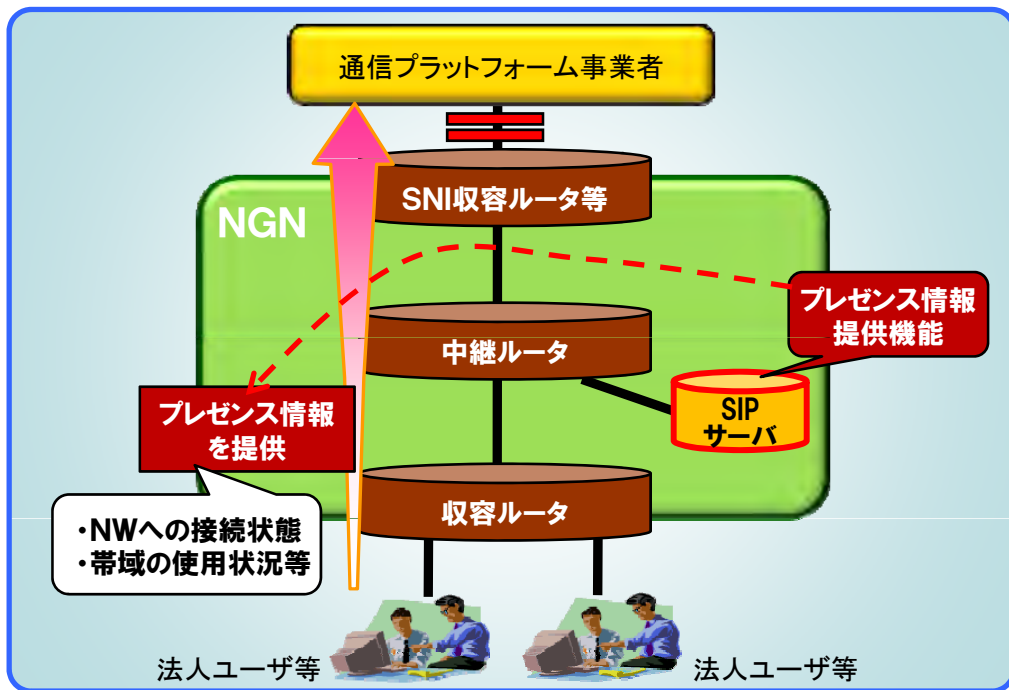 通信プラットフォーム事業者
SNI収容ルータ等
NGN
プレゼンス情報
提供機能
中継ルータ
プレゼンス情報
を提供
SIP
サーバ
収容ルータ
・NWへの接続状態
・帯域の使用状況等
法人ユーザ等
法人ユーザ等